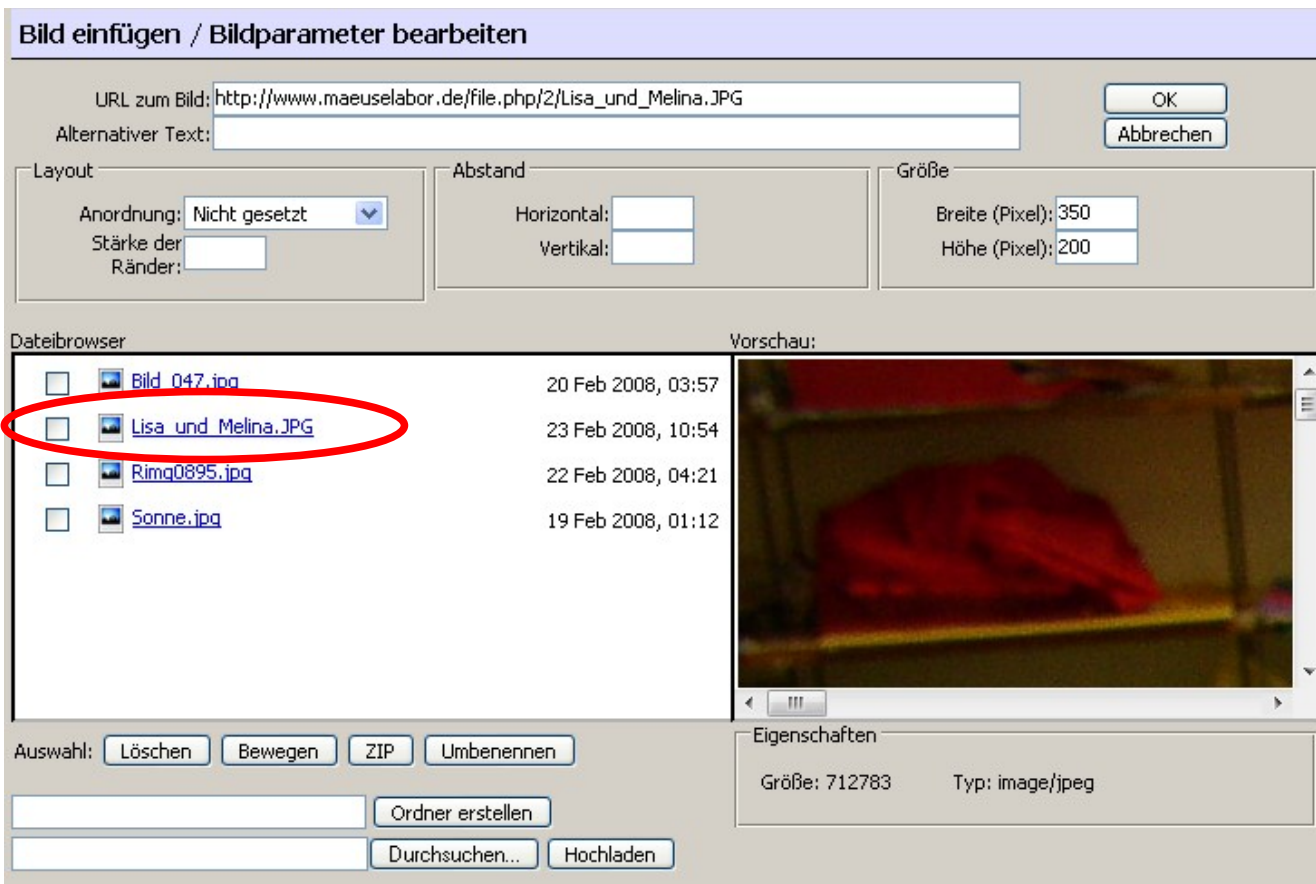 Bild einfügen / Bildparameter bearbeiten
URL zum Bild: http://www.maeuselabor.de/file.php/2/Lisa_und_Melina.JPG OK
Alternativer Text: Abbrechen
Layout Abstand Größe
Anordnung: Nicht gesetzt Horizontal: Breite (Pixel): 350
Stärke der Ränder: Vertikal: Höhe (Pixel): 200
Dateibrowser Vorschau:
Bild_047.jpg 20 Feb 2008, 03:57
Lisa_und_Melina.JPG 23 Feb 2008, 10:54
Rimg0895.jpg 22 Feb 2008, 04:21
Sonne.jpg 19 Feb 2008, 01:12
Auswahl: Löschen Bewegen ZIP Umbenennen
Eigenschaften
Größe: 712783 Typ: image/jpeg
Ordner erstellen
Durchsuchen... Hochladen